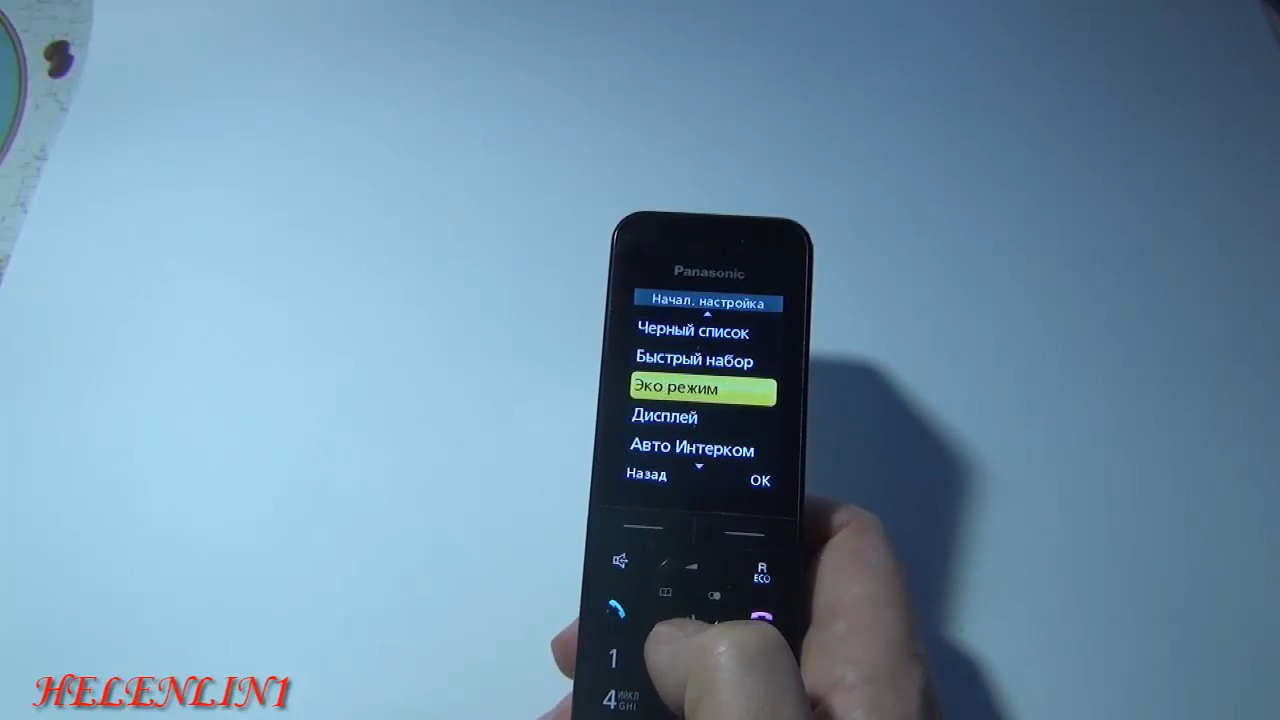 Panasonic
Начал. настройка
Черный список
Быстрый набор
Эко режим
Дисплей
Авто Интерком
Назад OK
R
ECO
1
4 ИЙКЛ
GHI
HELENLIN1